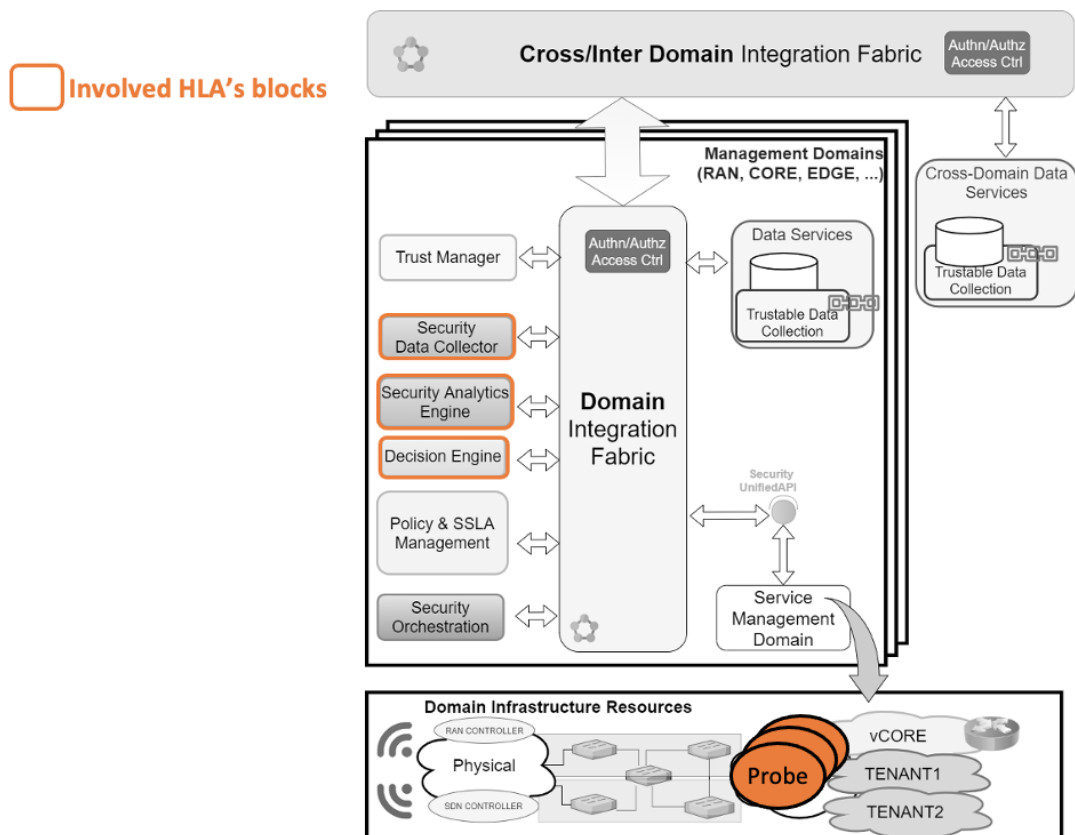 Cross/Inter Domain Integration Fabric
Authn/Authz
Access Ctrl
Involved HLA's blocks
Management Domains
(RAN, CORE, EDGE, ...)
Cross-Domain Data
Services
Trustable Data
Collection
Trust Manager
Authn/Authz
Access Ctrl
Data Services
Trustable Data
Collection
Security
Data Collector
Security Analytics
Engine
Decision Engine
Domain
Integration
Fabric
Security
UnifiedAPI
Policy & SSLA
Management
Security
Orchestration
Service
Management
Domain
Domain Infrastructure Resources
RAN CONTROLLER
Physical
SDN CONTROLLER
Probe
vCORE
TENANT1
TENANT2